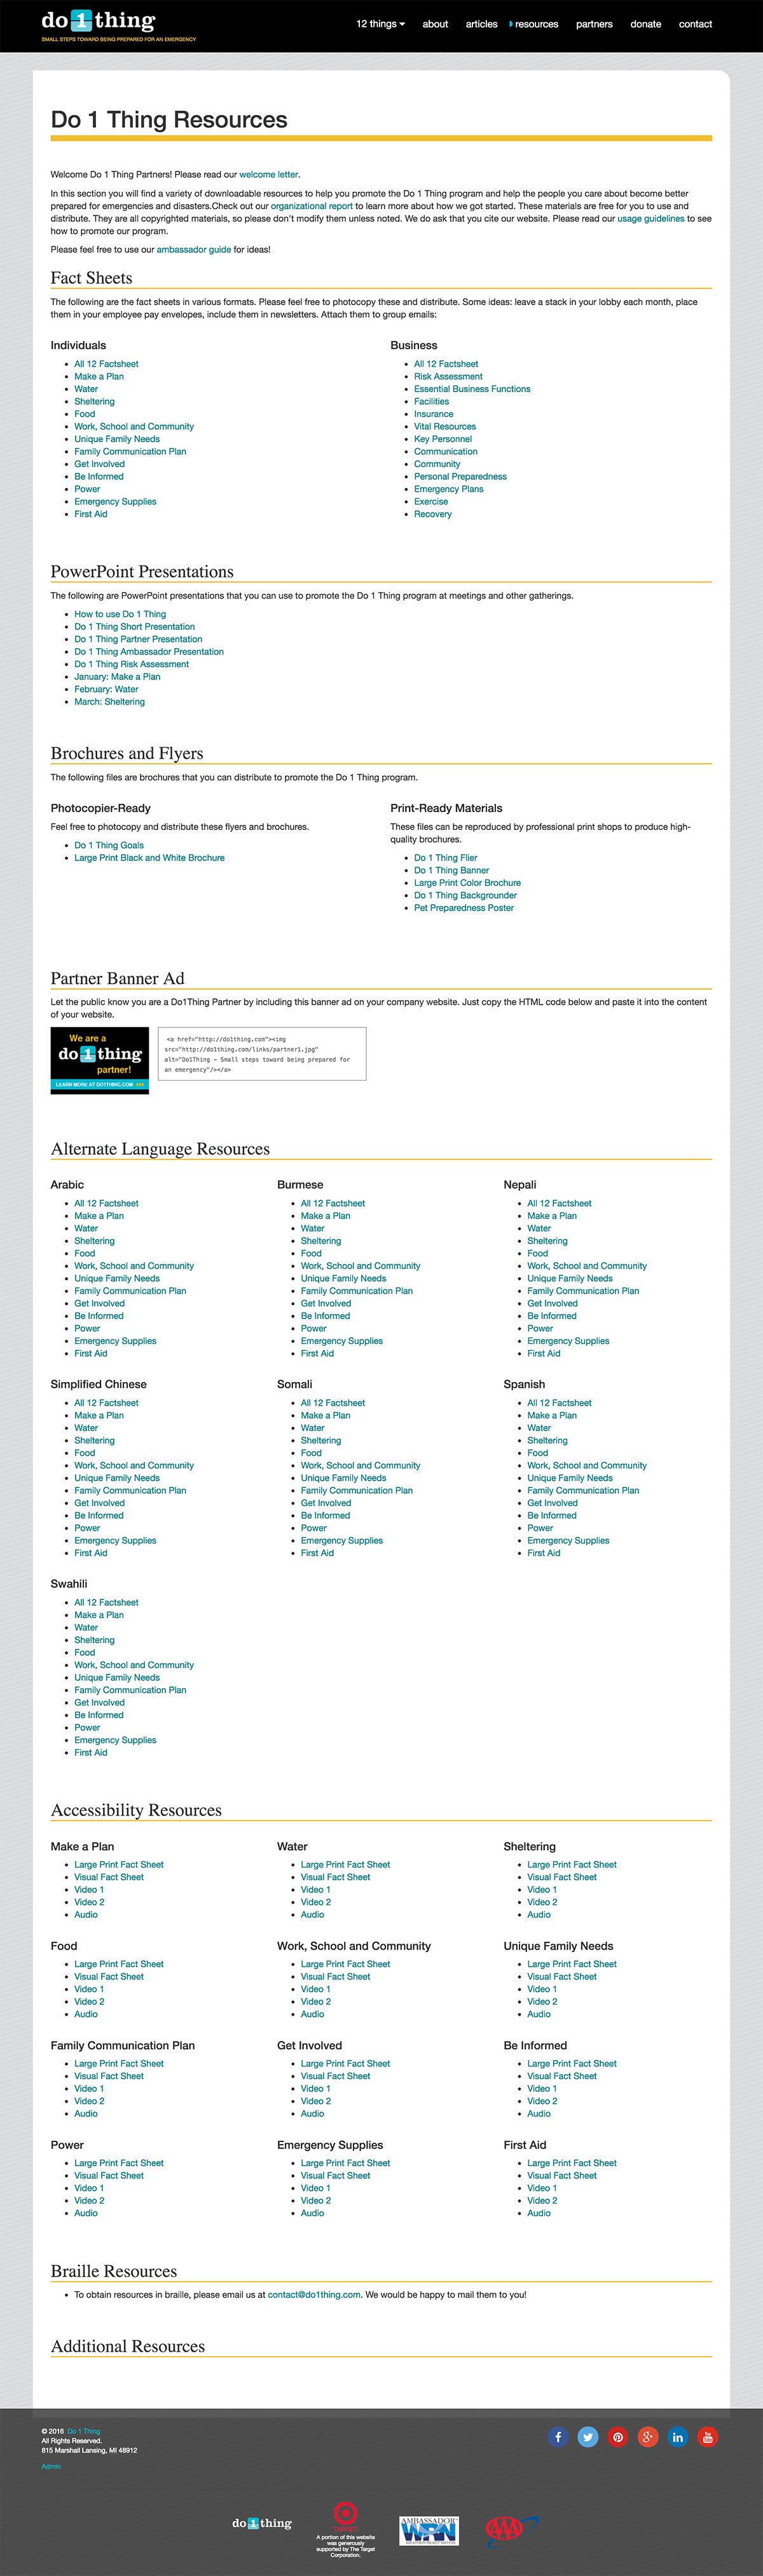 do 1 thing
SMALL STEPS TOWARD BEING PREPARED FOR AN EMERGENCY
12 things about articles resources partners donate contact
Do 1 Thing Resources
Welcome Do 1 Thing Partners! Please read our welcome letter.
In this section you will find a variety of downloadable resources to help you promote the Do 1 Thing program and help the people you care about become better
prepared for emergencies and disasters.Check out our organizational report to learn more about how we got started. These materials are free for you to use and
distribute. They are all copyrighted materials, so please don't modify them unless noted. We do ask that you cite our website. Please read our usage guidelines to see
how to promote our program.
Please feel free to use our ambassador guide for ideas!
Fact Sheets
The following are the fact sheets in various formats. Please feel free to photocopy these and distribute. Some ideas: leave a stack in your lobby each month, place
them in your employee pay envelopes, include them in newsletters. Attach them to group emails:
Individuals
All 12 Factsheet
Make a Plan
Water
Sheltering
Food
Work, School and Community
Unique Family Needs
Family Communication Plan
Get Involved
Be Informed
Power
Emergency Supplies
First Aid
Business
All 12 Factsheet
Risk Assessment
Essential Business Functions
Facilities
Insurance
Vital Resources
Key Personnel
Communication
Community
Personal Preparedness
Emergency Plans
Exercise
Recovery
PowerPoint Presentations
The following are PowerPoint presentations that you can use to promote the Do 1 Thing program at meetings and other gatherings.
How to use Do 1 Thing
Do 1 Thing Short Presentation
Do 1 Thing Partner Presentation
Do 1 Thing Ambassador Presentation
Do 1 Thing Risk Assessment
January: Make a Plan
February: Water
March: Sheltering
Brochures and Flyers
The following files are brochures that you can distribute to promote the Do 1 Thing program.
Photocopier-Ready
Feel free to photocopy and distribute these flyers and brochures.
Do 1 Thing Goals
Large Print Black and White Brochure
Print-Ready Materials
These files can be reproduced by professional print shops to produce high-
quality brochures.
Do 1 Thing Flier
Do 1 Thing Banner
Large Print Color Brochure
Do 1 Thing Backgrounder
Pet Preparedness Poster
Partner Banner Ad
Let the public know you are a Do1Thing Partner by including this banner ad on your company website. Just copy the HTML code below and paste it into the content
of your website.
We are a
do 1 thing
partner!
LEARN MORE AT DO1THING.COM >>>
<a href="http://do1thing.com"><img
src="http://do1thing.com/links/partner1.jpg"
alt="Do1Thing – Small steps toward being prepared for
an emergency"/></a>
Alternate Language Resources
Arabic
All 12 Factsheet
Make a Plan
Water
Sheltering
Food
Work, School and Community
Unique Family Needs
Family Communication Plan
Get Involved
Be Informed
Power
Emergency Supplies
First Aid
Burmese
All 12 Factsheet
Make a Plan
Water
Sheltering
Food
Work, School and Community
Unique Family Needs
Family Communication Plan
Get Involved
Be Informed
Power
Emergency Supplies
First Aid
Nepali
All 12 Factsheet
Make a Plan
Water
Sheltering
Food
Work, School and Community
Unique Family Needs
Family Communication Plan
Get Involved
Be Informed
Power
Emergency Supplies
First Aid
Simplified Chinese
All 12 Factsheet
Make a Plan
Water
Sheltering
Food
Work, School and Community
Unique Family Needs
Family Communication Plan
Get Involved
Be Informed
Power
Emergency Supplies
First Aid
Somali
All 12 Factsheet
Make a Plan
Water
Sheltering
Food
Work, School and Community
Unique Family Needs
Family Communication Plan
Get Involved
Be Informed
Power
Emergency Supplies
First Aid
Spanish
All 12 Factsheet
Make a Plan
Water
Sheltering
Food
Work, School and Community
Unique Family Needs
Family Communication Plan
Get Involved
Be Informed
Power
Emergency Supplies
First Aid
Swahili
All 12 Factsheet
Make a Plan
Water
Sheltering
Food
Work, School and Community
Unique Family Needs
Family Communication Plan
Get Involved
Be Informed
Power
Emergency Supplies
First Aid
Accessibility Resources
Make a Plan
Large Print Fact Sheet
Visual Fact Sheet
Video 1
Video 2
Audio
Water
Large Print Fact Sheet
Visual Fact Sheet
Video 1
Video 2
Audio
Sheltering
Large Print Fact Sheet
Visual Fact Sheet
Video 1
Video 2
Audio
Food
Large Print Fact Sheet
Visual Fact Sheet
Video 1
Video 2
Audio
Work, School and Community
Large Print Fact Sheet
Visual Fact Sheet
Video 1
Video 2
Audio
Unique Family Needs
Large Print Fact Sheet
Visual Fact Sheet
Video 1
Video 2
Audio
Family Communication Plan
Large Print Fact Sheet
Visual Fact Sheet
Video 1
Video 2
Audio
Get Involved
Large Print Fact Sheet
Visual Fact Sheet
Video 1
Video 2
Audio
Be Informed
Large Print Fact Sheet
Visual Fact Sheet
Video 1
Video 2
Audio
Power
Large Print Fact Sheet
Visual Fact Sheet
Video 1
Video 2
Audio
Emergency Supplies
Large Print Fact Sheet
Visual Fact Sheet
Video 1
Video 2
Audio
First Aid
Large Print Fact Sheet
Visual Fact Sheet
Video 1
Video 2
Audio
Braille Resources
To obtain resources in braille, please email us at contact@do1thing.com. We would be happy to mail them to you!
Additional Resources
© 2016 Do 1 Thing
All Rights Reserved.
815 Marshall Lansing, MI 48912
Admin
do 1 thing
TARGET
A portion of this website
was generously
supported by The Target
Corporation.
AMBASSADOR
WRN
WEATHER-READY NATION
AAA